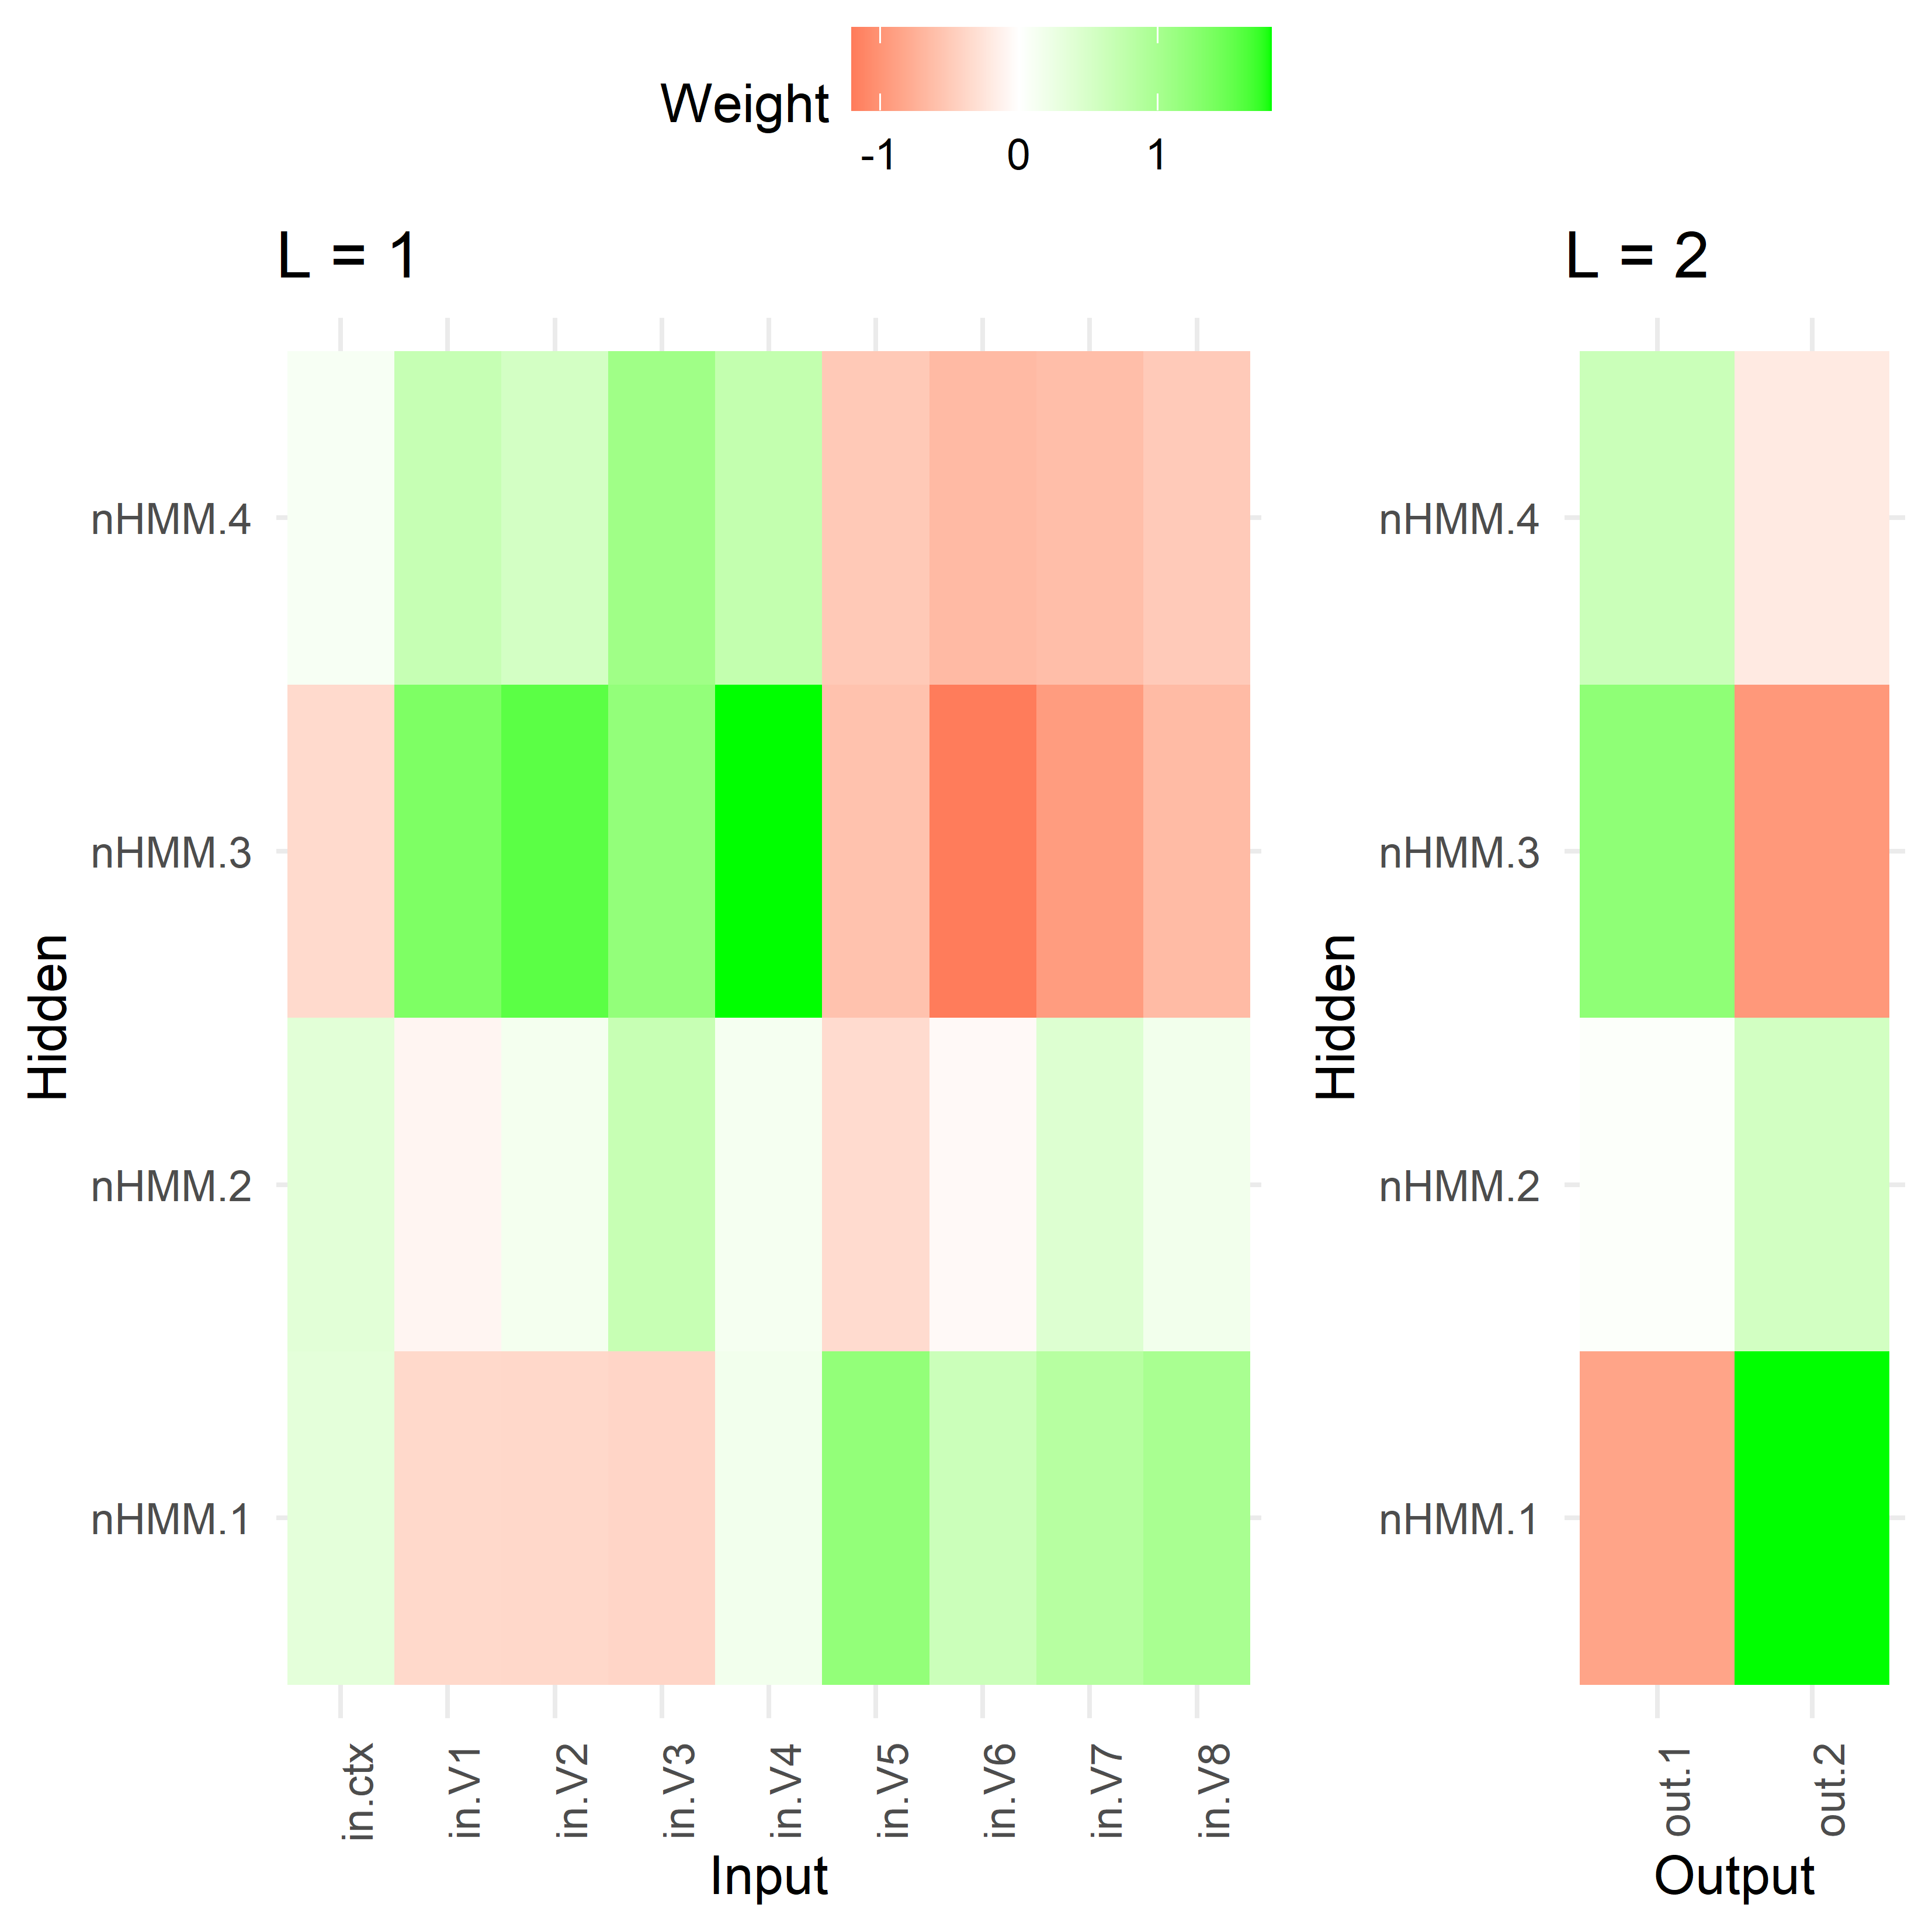 Weight
-1 0 1
L = 1
L = 2
nHMM.4
nHMM.3
nHMM.2
nHMM.1
Hidden
in.ctx in.V1 in.V2 in.V3 in.V4 in.V5 in.V6 in.V7 in.V8
Input
nHMM.4
nHMM.3
nHMM.2
nHMM.1
Hidden
out.1 out.2
Output